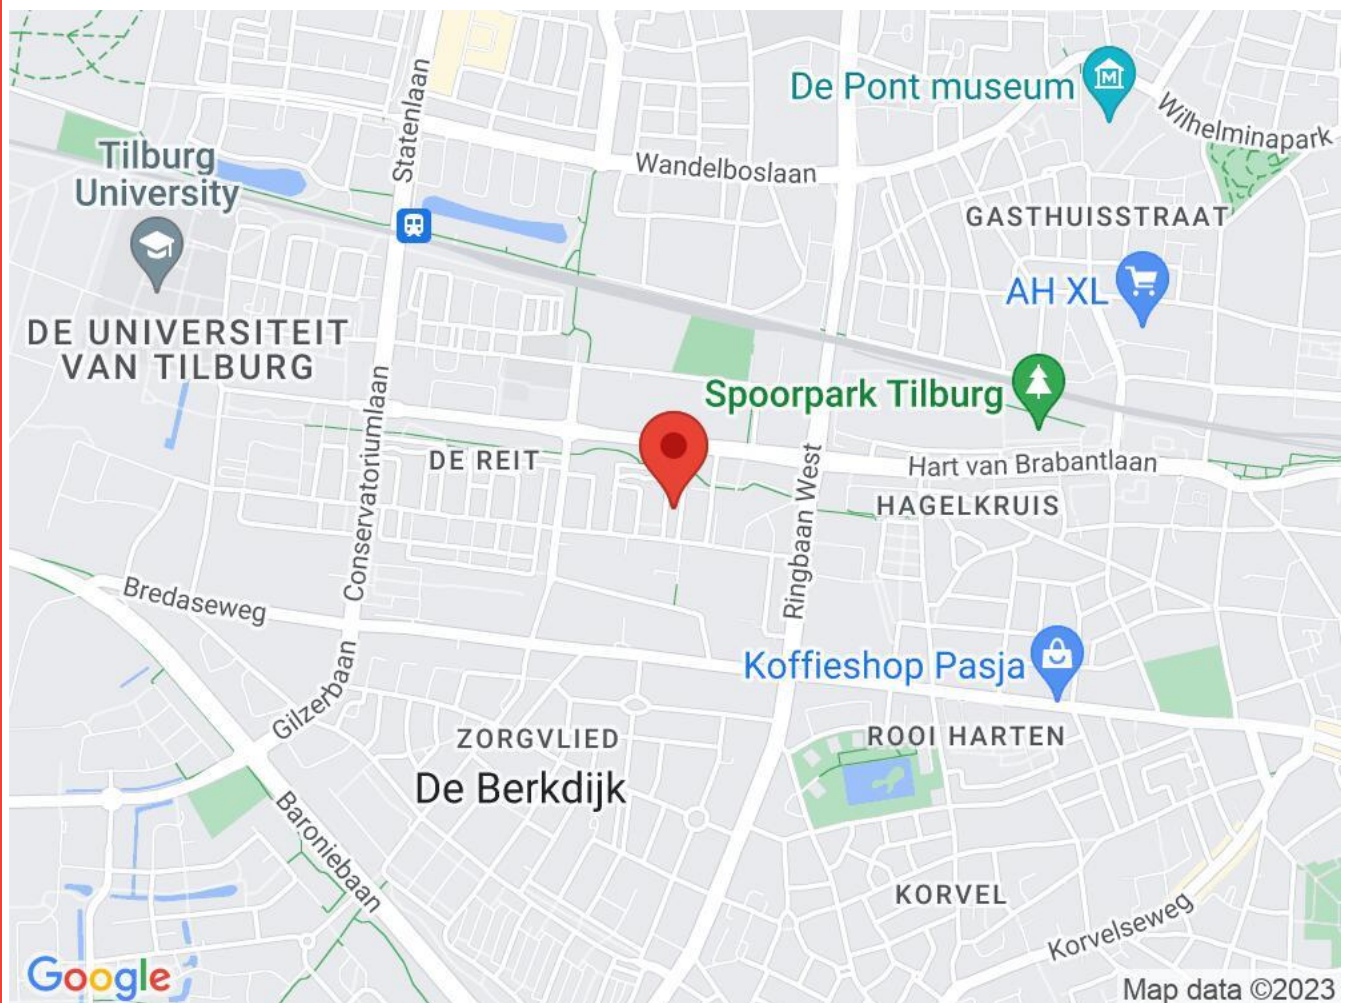 Statenlaan
De Pont museum
M
Wilhelminapark
Tilburg
University
Wandelboslaan
GASTHUISSTRAAT
AH XL
DE UNIVERSITEIT
VAN TILBURG
Spoorpark Tilburg
Conservatoriumlaan
DE REIT
Ringbaan West
Hart van Brabantlaan
HAGELKRUIS
Bredaseweg
Koffieshop Pasja
Gilzerbaan
ZORGVLIED
ROOI HARTEN
De Berkdijk
Baroniebaan
KORVEL
Korvelseweg
Google
Map data ©2023